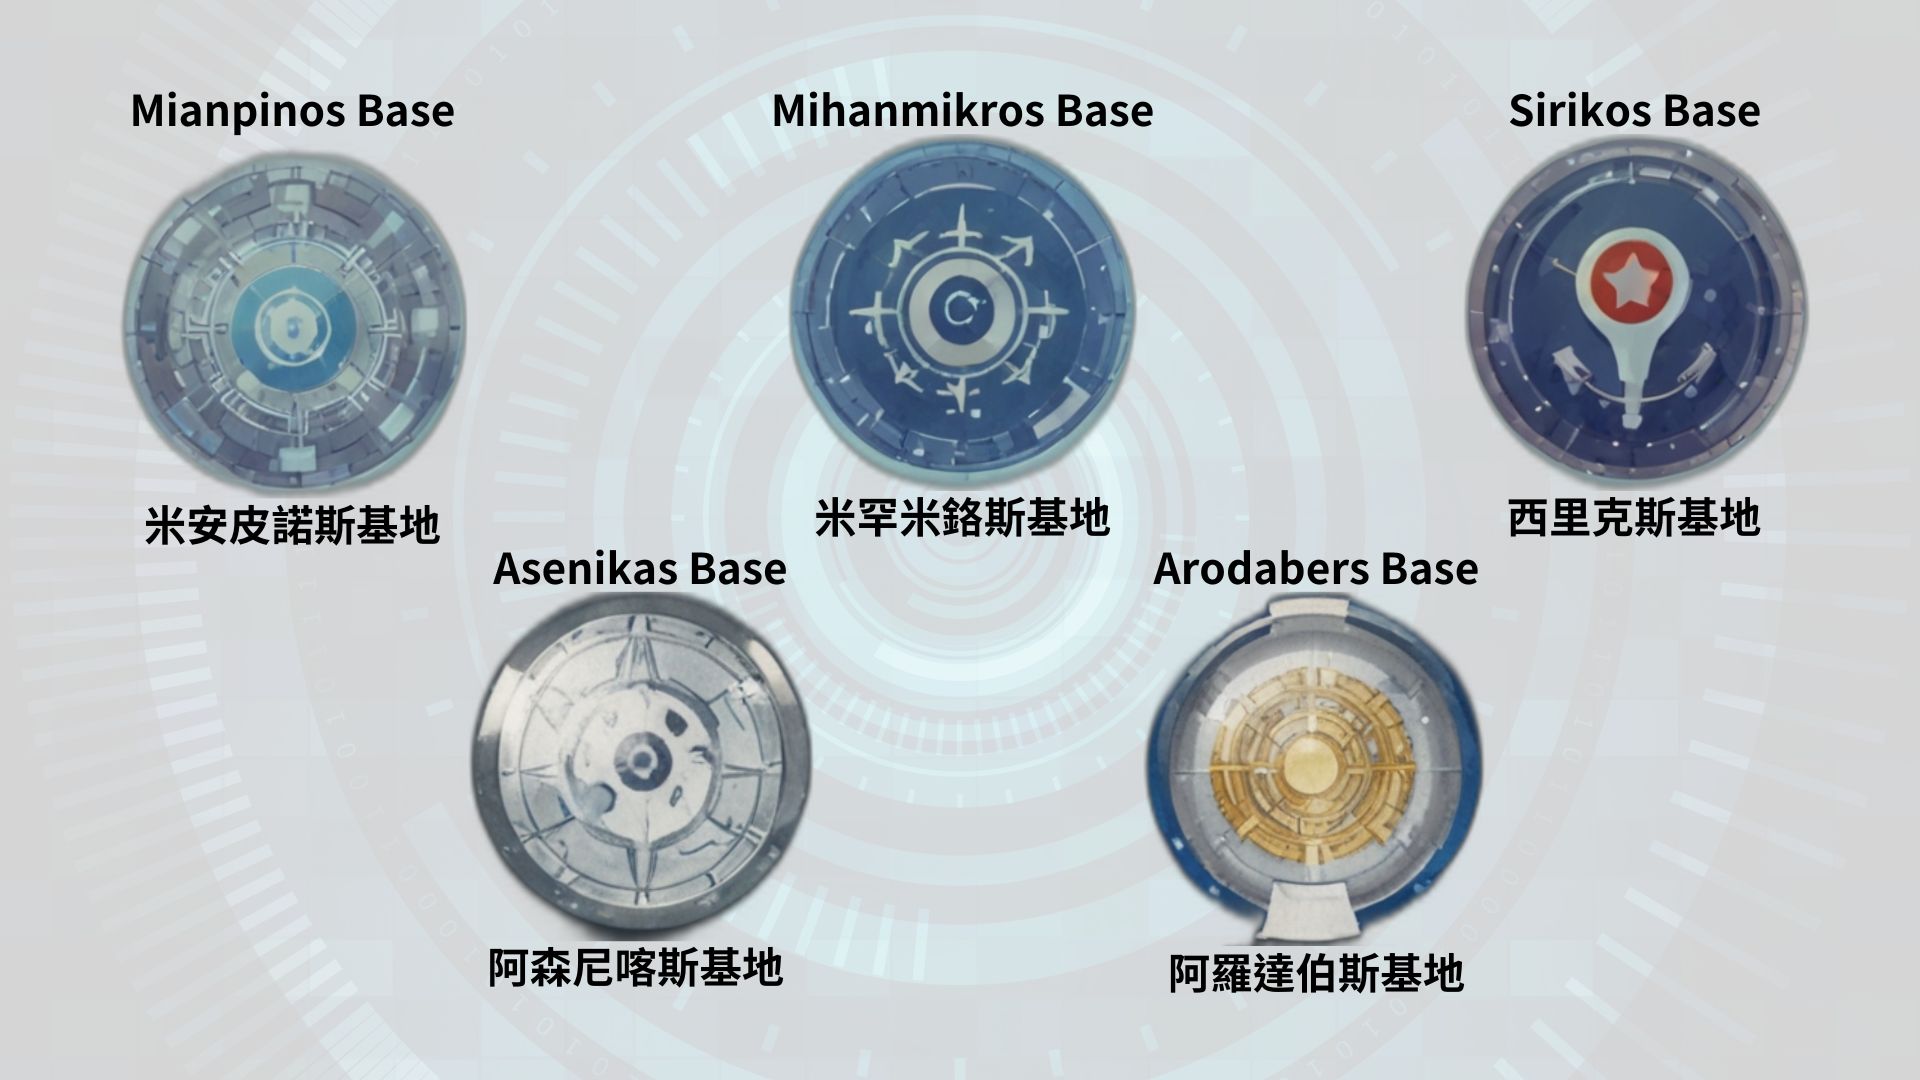 Mianpinos Base
Mihanmikros Base
Sirikos Base
米安皮諾斯基地
米罕米鉻斯基地
西里克斯基地
Asenikas Base
Arodabers Base
阿森尼喀斯基地
阿羅達伯斯基地